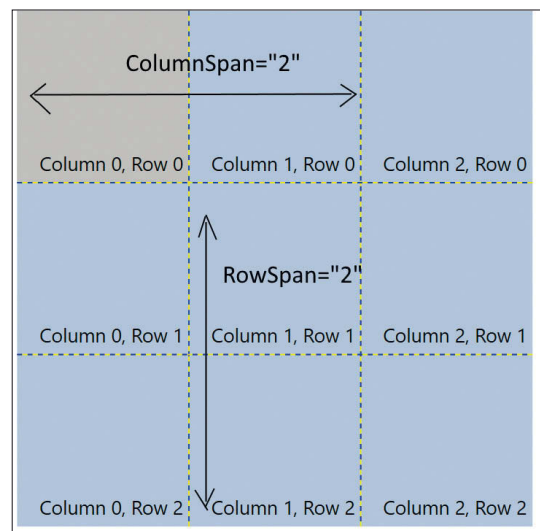 ColumnSpan="2"
Column 0, Row 0
Column 1, Row 0
Column 2, Row 0
RowSpan="2"
Column 0, Row 1
Column 1, Row 1
Column 2, Row 1
Column 0, Row 2
Column 1, Row 2
Column 2, Row 2